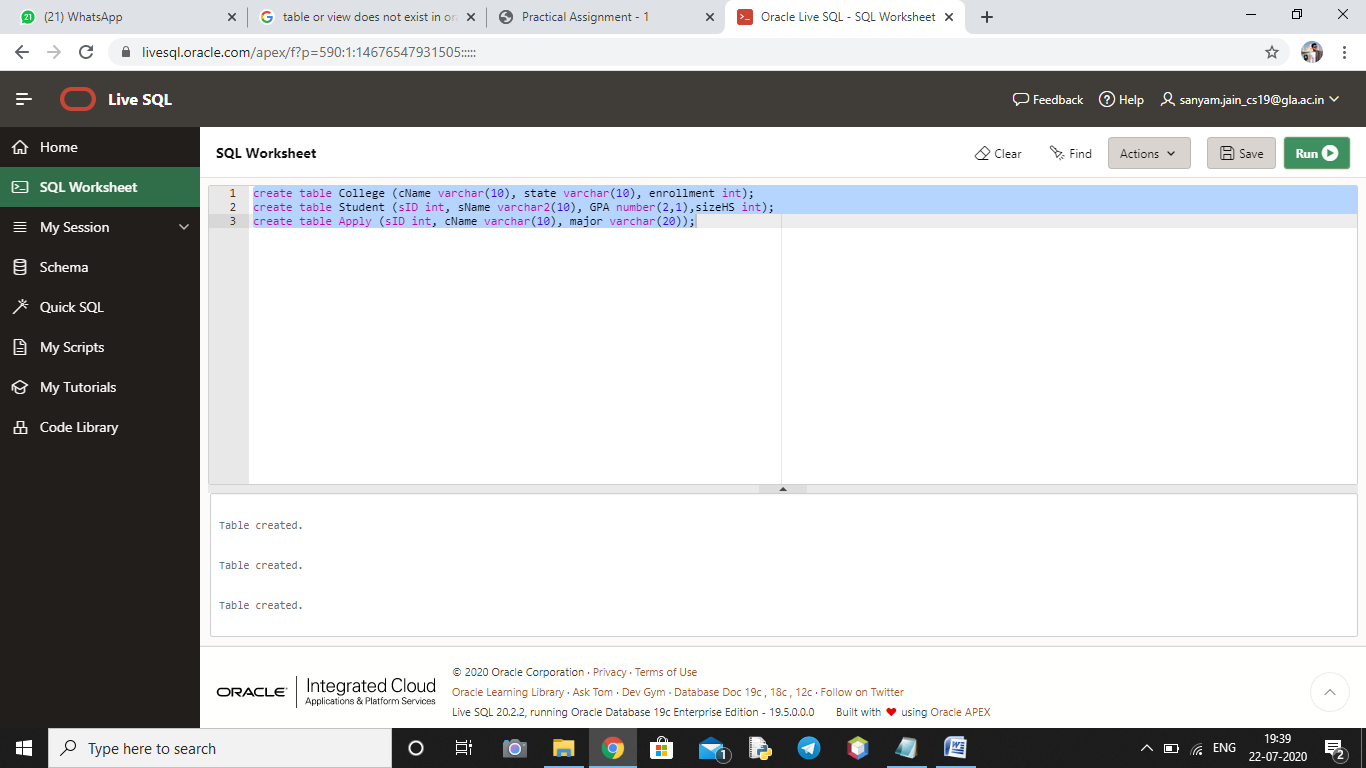 21 (21) WhatsApp
table or view does not exist in or
Practical Assignment - 1
Oracle Live SQL - SQL Worksheet
livesql.oracle.com/apex/f?p=590:1:14676547931505:::::
Live SQL
Feedback
Help
sanyam.jain_cs19@gla.ac.in
Home
SQL Worksheet
My Session
Schema
Quick SQL
My Scripts
My Tutorials
Code Library
SQL Worksheet
Clear
Find
Actions
Save
Run
1 create table College (cName varchar(10), state varchar(10), enrollment int);
2 create table Student (sID int, sName varchar2(10), GPA number(2,1),sizeHS int);
3 create table Apply (sID int, cName varchar(10), major varchar(20));
Table created.
Table created.
Table created.
ORACLE
Integrated Cloud
Applications & Platform Services
© 2020 Oracle Corporation · Privacy · Terms of Use
Oracle Learning Library · Ask Tom · Dev Gym · Database Doc 19c , 18c , 12c · Follow on Twitter
Live SQL 20.2.2, running Oracle Database 19c Enterprise Edition - 19.5.0.0.0 Built with ❤ using Oracle APEX
Type here to search
1
W
ENG
19:39
22-07-2020
2